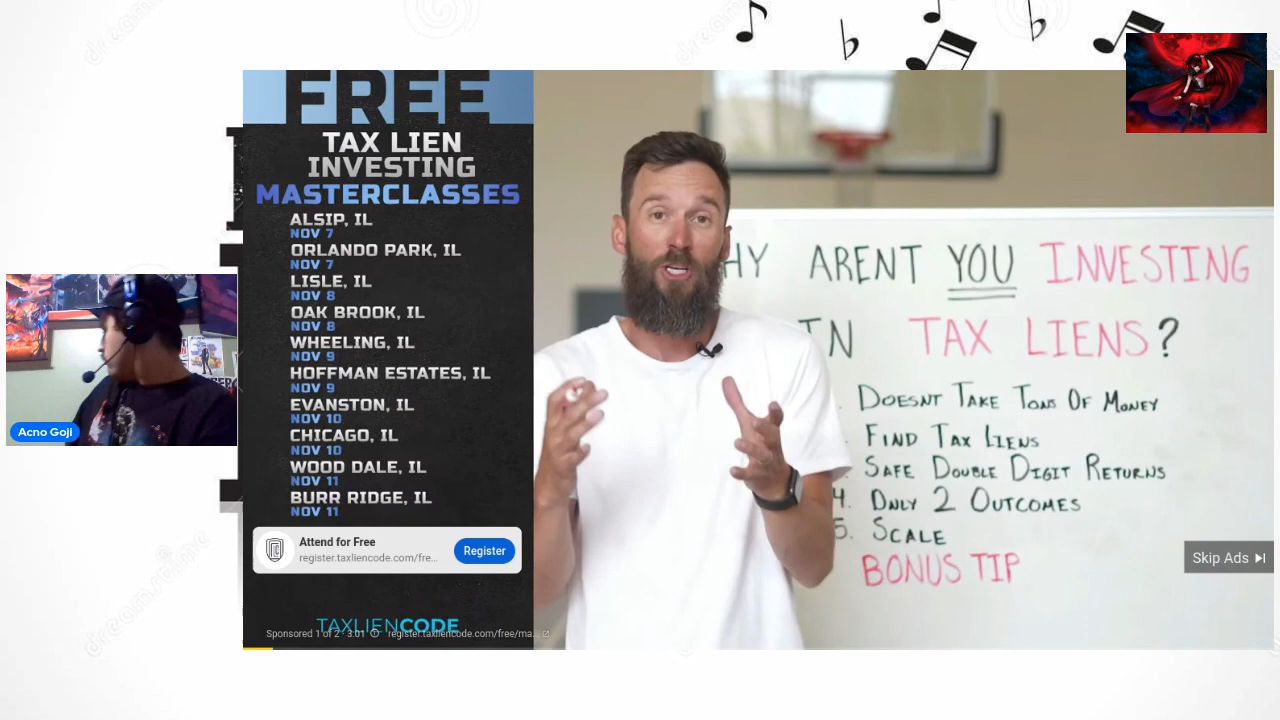 FREE
TAX LIEN
INVESTING
MASTERCLASSES
ALSIP, IL
NOV 7
ORLANDO PARK, IL
NOV 7
LISLE, IL
NOV 8
OAK BROOK, IL
NOV 8
WHEELING, IL
NOV 9
HOFFMAN ESTATES, IL
NOV 9
EVANSTON, IL
NOV 10
CHICAGO, IL
NOV 10
WOOD DALE, IL
NOV 11
BURR RIDGE, IL
NOV 11
Attend for Free
register.taxliencode.com/fre...
Register
TAXLIENCODE
Sponsored 1 of 2 · 3:01
register.taxliencode.com/free/ma...
HY ARENT YOU INVESTING
IN TAX LIENS?
DOESNT TAKE TONS OF MONEY
FIND TAX LIENS
SAFE DOUBLE DIGIT RETURNS
4. ONLY 2 OUTCOMES
5. SCALE
BONUS TIP
Skip Ads
Acno Goji